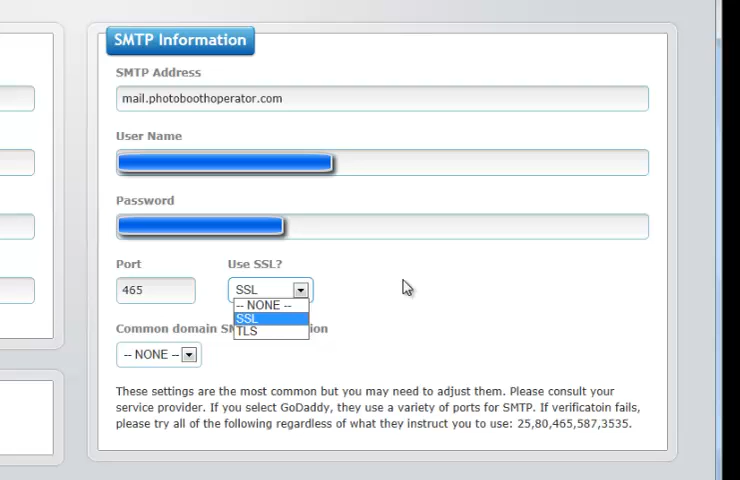 SMTP Information
SMTP Address
mail.photoboothoperator.com
User Name
Password
Port
Use SSL?
465
SSL
-- NONE --
SSL
TLS
Common domain SM
ion
-- NONE --
These settings are the most common but you may need to adjust them. Please consult your
service provider. If you select GoDaddy, they use a variety of ports for SMTP. If verificatoin fails,
please try all of the following regardless of what they instruct you to use: 25,80,465,587,3535.